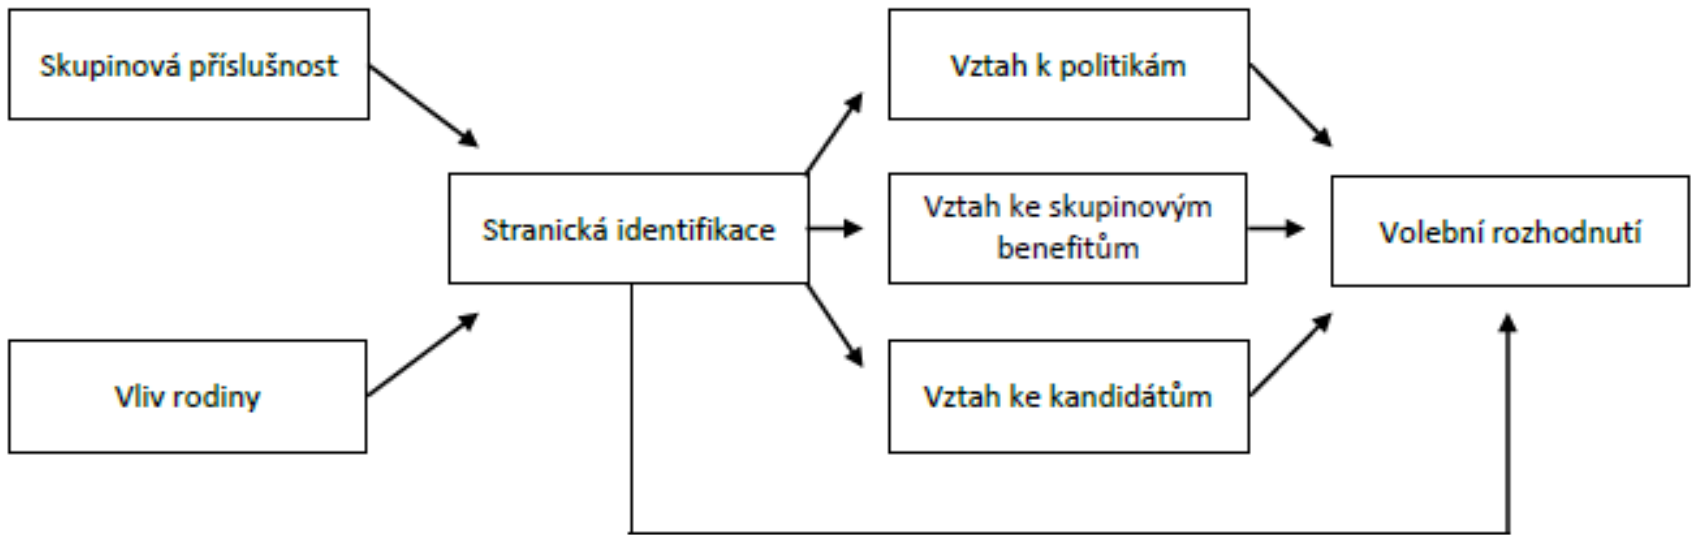 Skupinová příslušnost
Vliv rodiny
Stranická identifikace
Vztah k politikám
Vztah ke skupinovým
benefitům
Vztah ke kandidátům
Volební rozhodnutí